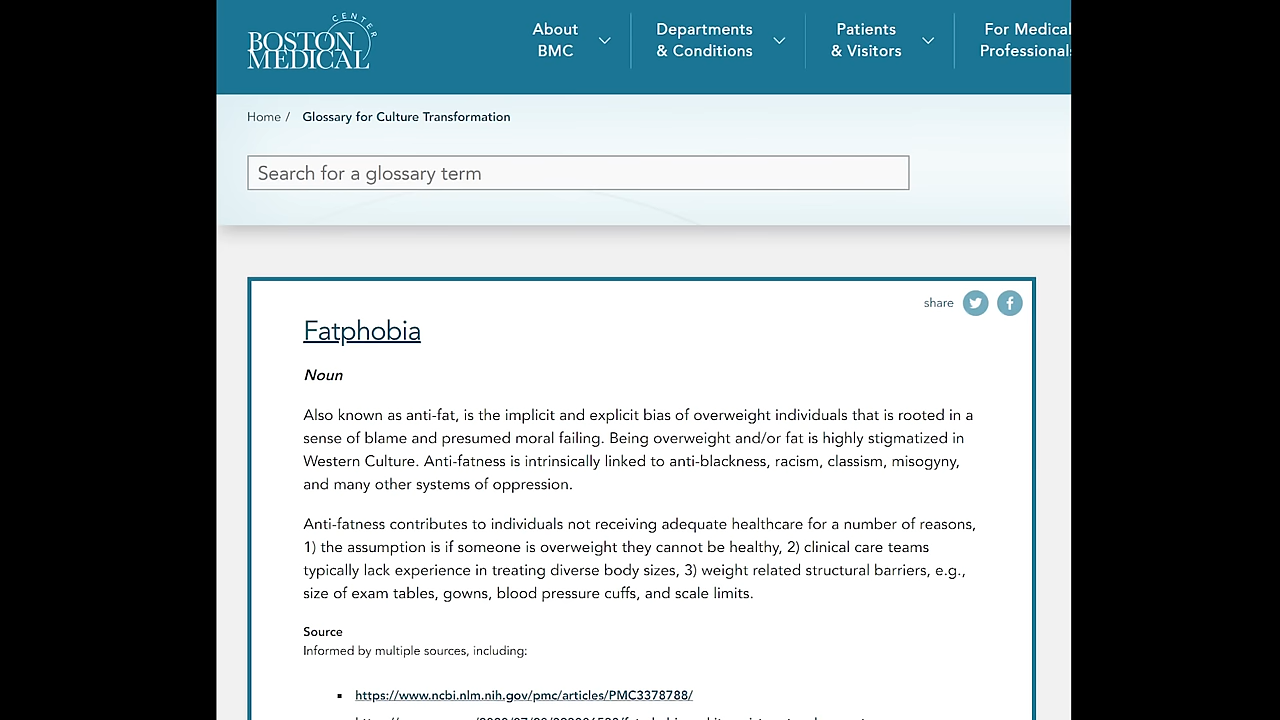 BOSTON
MEDICAL
CENTER
About
BMC
Departments
& Conditions
Patients
& Visitors
For Medical
Professionals
Home / Glossary for Culture Transformation
Search for a glossary term
share
Fatphobia
Noun
Also known as anti-fat, is the implicit and explicit bias of overweight individuals that is rooted in a
sense of blame and presumed moral failing. Being overweight and/or fat is highly stigmatized in
Western Culture. Anti-fatness is intrinsically linked to anti-blackness, racism, classism, misogyny,
and many other systems of oppression.
Anti-fatness contributes to individuals not receiving adequate healthcare for a number of reasons,
1) the assumption is if someone is overweight they cannot be healthy, 2) clinical care teams
typically lack experience in treating diverse body sizes, 3) weight related structural barriers, e.g.,
size of exam tables, gowns, blood pressure cuffs, and scale limits.
Source
Informed by multiple sources, including:
https://www.ncbi.nlm.nih.gov/pmc/articles/PMC3378788/